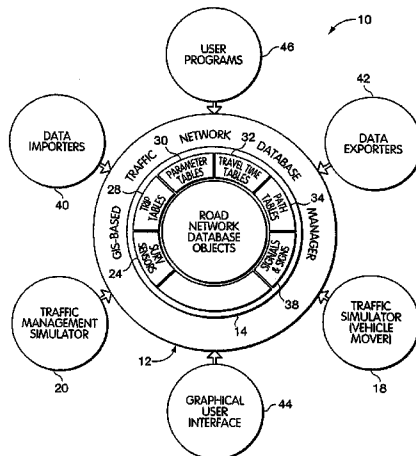 10
USER
PROGRAMS
46
42
DATA
IMPORTERS
40
DATA
EXPORTERS
GIS-BASED TRAFFIC NETWORK DATABASE MANAGER
30
32
28
34
24
38
PARAMETER
TABLES
TRAVEL TIME
TABLES
TRIP
TABLES
PATH
TABLES
SURV
SENSORS
SIGNALS
& SIGNS
ROAD
NETWORK
DATABASE
OBJECTS
14
12
TRAFFIC
MANAGEMENT
SIMULATOR
20
TRAFFIC
SIMULATOR
(VEHICLE
MOVER)
18
GRAPHICAL
USER
INTERFACE
44